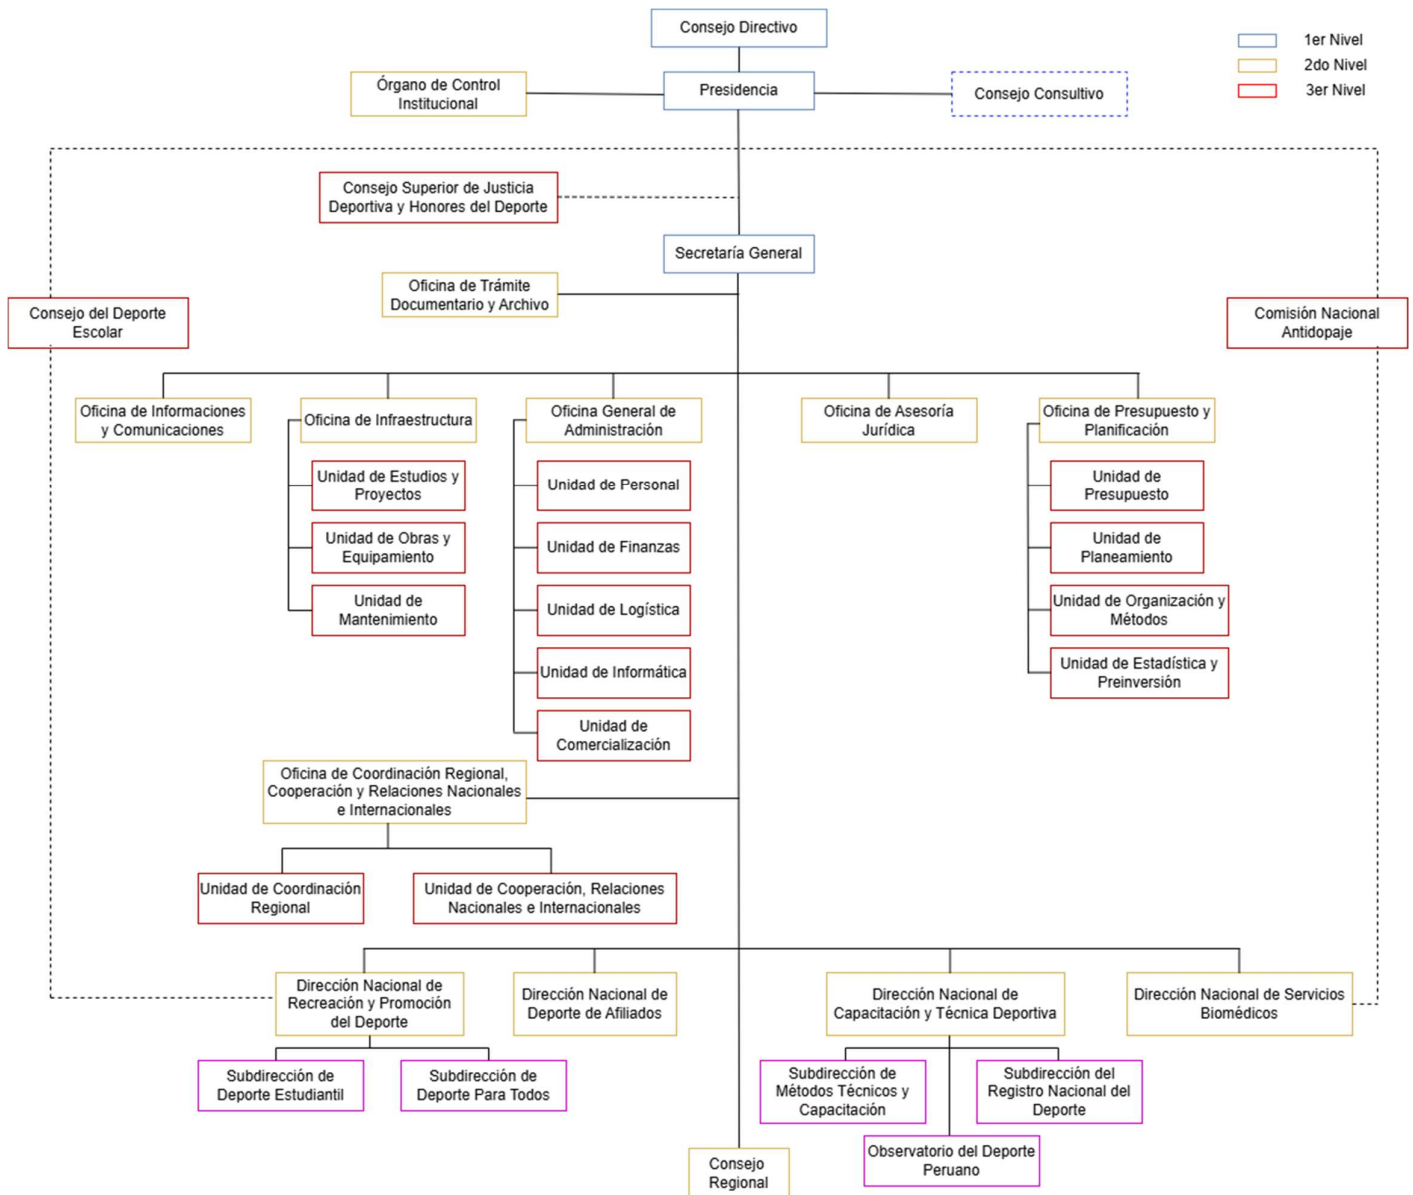 Consejo Directivo
1er Nivel
2do Nivel
3er Nivel
Órgano de Control
Institucional
Presidencia
Consejo Consultivo
Consejo Superior de Justicia
Deportiva y Honores del Deporte
Secretaría General
Oficina de Trámite
Documentario y Archivo
Consejo del Deporte
Escolar
Comisión Nacional
Antidopaje
Oficina de Informaciones
y Comunicaciones
Oficina de Infraestructura
Oficina General de
Administración
Oficina de Asesoría
Jurídica
Oficina de Presupuesto y
Planificación
Unidad de Estudios y
Proyectos
Unidad de Obras y
Equipamiento
Unidad de
Mantenimiento
Unidad de Personal
Unidad de Finanzas
Unidad de Logística
Unidad de Informática
Unidad de
Comercialización
Unidad de
Presupuesto
Unidad de
Planeamiento
Unidad de Organización y
Métodos
Unidad de Estadística y
Preinversión
Oficina de Coordinación Regional,
Cooperación y Relaciones Nacionales
e Internacionales
Unidad de Coordinación
Regional
Unidad de Cooperación, Relaciones
Nacionales e Internacionales
Dirección Nacional de
Recreación y Promoción
del Deporte
Dirección Nacional de
Deporte de Afiliados
Dirección Nacional de
Capacitación y Técnica Deportiva
Dirección Nacional de Servicios
Biomédicos
Subdirección de
Deporte Estudiantil
Subdirección de
Deporte Para Todos
Subdirección de
Métodos Técnicos y
Capacitación
Subdirección del
Registro Nacional del
Deporte
Observatorio del Deporte
Peruano
Consejo
Regional